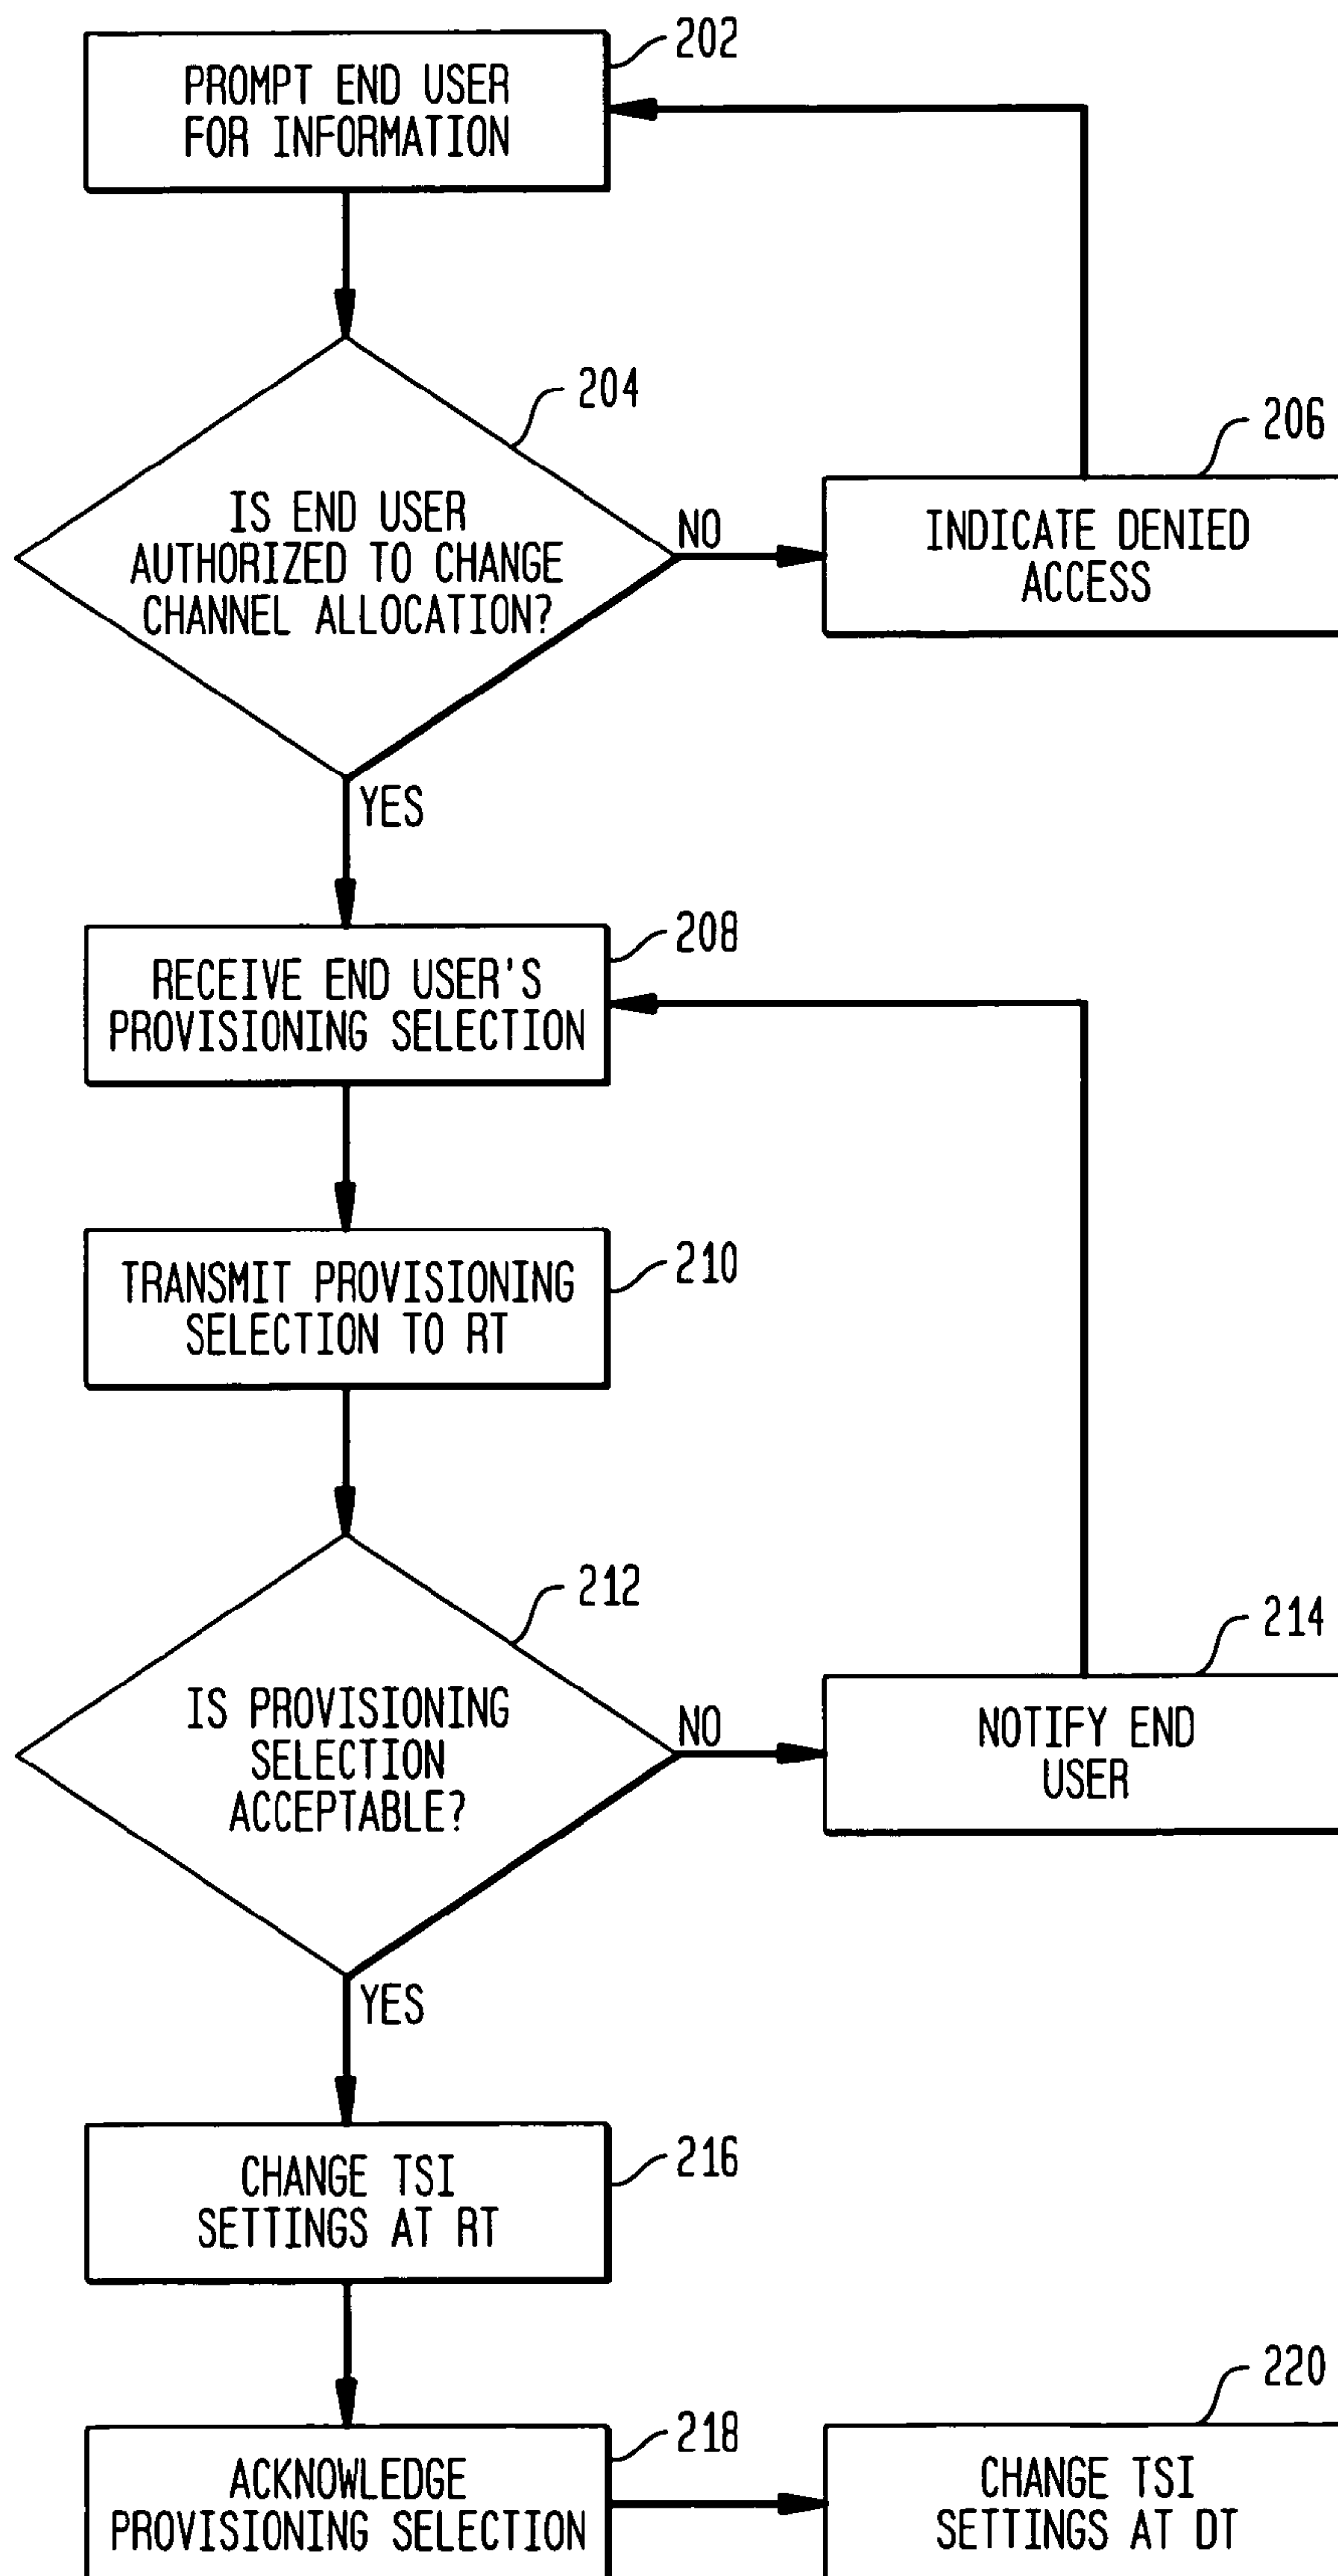 202
PROMPT END USER
FOR INFORMATION
204
IS END USER
AUTHORIZED TO CHANGE
CHANNEL ALLOCATION?
NO
206
INDICATE DENIED
ACCESS
YES
208
RECEIVE END USER'S
PROVISIONING SELECTION
210
TRANSMIT PROVISIONING
SELECTION TO RT
212
IS PROVISIONING
SELECTION
ACCEPTABLE?
NO
214
NOTIFY END
USER
YES
216
CHANGE TSI
SETTINGS AT RT
218
ACKNOWLEDGE
PROVISIONING SELECTION
220
CHANGE TSI
SETTINGS AT DT